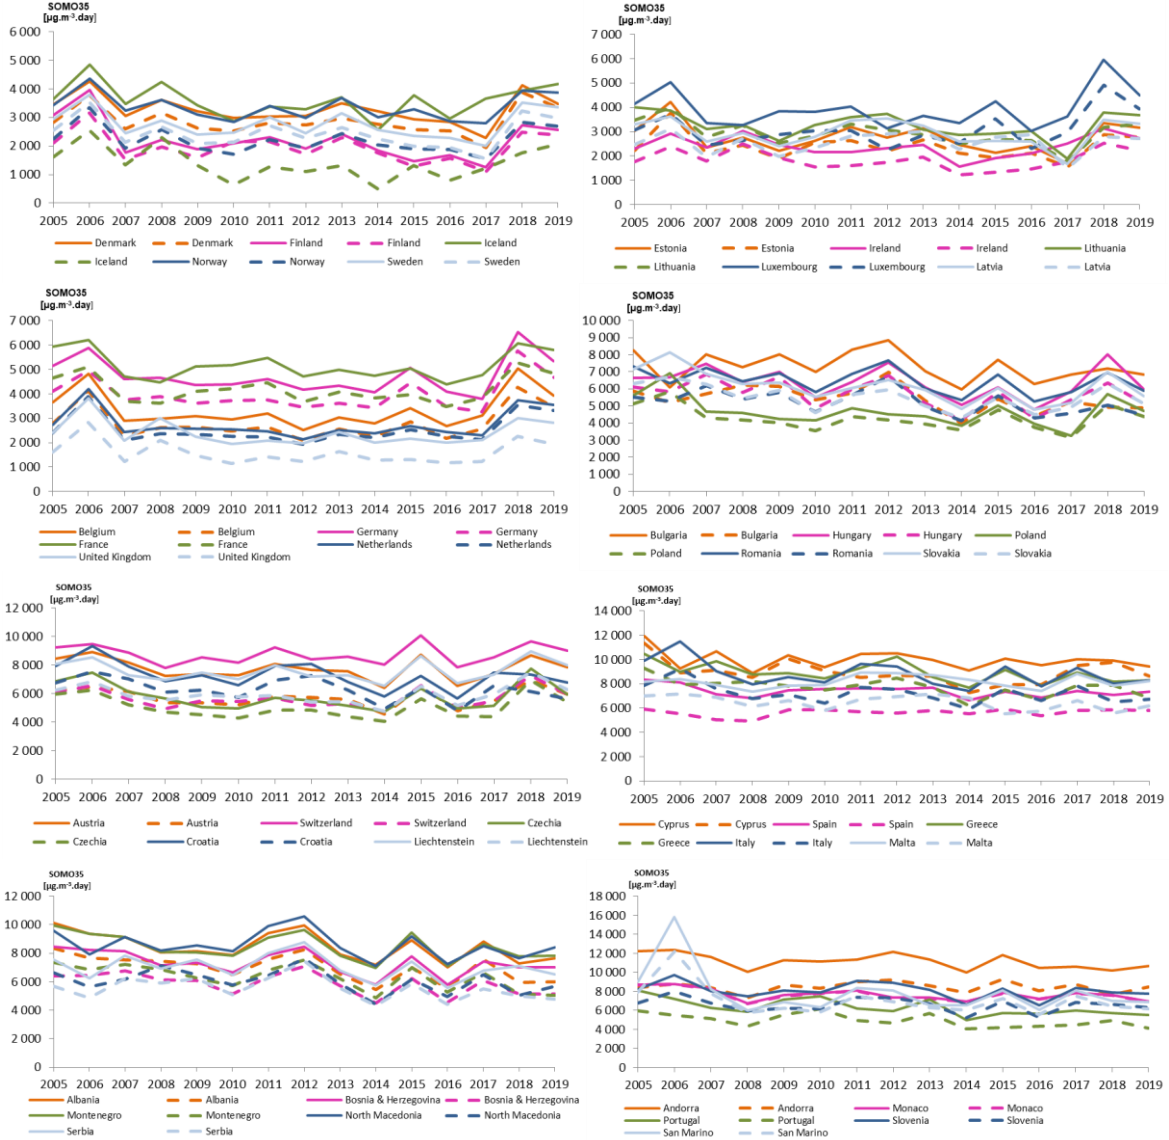 SOMO35
[µg.m-3.day]
6 000
5 000
4 000
3 000
2 000
1 000
0
2005 2006 2007 2008 2009 2010 2011 2012 2013 2014 2015 2016 2017 2018 2019
Denmark Denmark Finland Finland Iceland
Iceland Norway Norway Sweden Sweden
SOMO35
[µg.m-3.day]
7 000
6 000
5 000
4 000
3 000
2 000
1 000
0
2005 2006 2007 2008 2009 2010 2011 2012 2013 2014 2015 2016 2017 2018 2019
Estonia Estonia Ireland Ireland Lithuania
Lithuania Luxembourg Luxembourg Latvia Latvia
SOMO35
[µg.m-3.day]
7 000
6 000
5 000
4 000
3 000
2 000
1 000
0
2005 2006 2007 2008 2009 2010 2011 2012 2013 2014 2015 2016 2017 2018 2019
Belgium Belgium Germany Germany
France France Netherlands Netherlands
United Kingdom United Kingdom
SOMO35
[µg.m-3.day]
10 000
9 000
8 000
7 000
6 000
5 000
4 000
3 000
2 000
1 000
0
2005 2006 2007 2008 2009 2010 2011 2012 2013 2014 2015 2016 2017 2018 2019
Bulgaria Bulgaria Hungary Hungary Poland
Poland Romania Romania Slovakia Slovakia
SOMO35
[µg.m-3.day]
12 000
10 000
8 000
6 000
4 000
2 000
0
2005 2006 2007 2008 2009 2010 2011 2012 2013 2014 2015 2016 2017 2018 2019
Austria Austria Switzerland Switzerland Czechia
Czechia Croatia Croatia Liechtenstein Liechtenstein
SOMO35
[µg.m-3.day]
14 000
12 000
10 000
8 000
6 000
4 000
2 000
0
2005 2006 2007 2008 2009 2010 2011 2012 2013 2014 2015 2016 2017 2018 2019
Cyprus Cyprus Spain Spain Greece
Greece Italy Italy Malta Malta
SOMO35
[µg.m-3.day]
12 000
10 000
8 000
6 000
4 000
2 000
0
2005 2006 2007 2008 2009 2010 2011 2012 2013 2014 2015 2016 2017 2018 2019
Albania Albania Bosnia & Herzegovina Bosnia & Herzegovina
Montenegro Montenegro North Macedonia North Macedonia
Serbia Serbia
SOMO35
[µg.m-3.day]
18 000
16 000
14 000
12 000
10 000
8 000
6 000
4 000
2 000
0
2005 2006 2007 2008 2009 2010 2011 2012 2013 2014 2015 2016 2017 2018 2019
Andorra Andorra Monaco Monaco
Portugal Portugal Slovenia Slovenia
San Marino San Marino